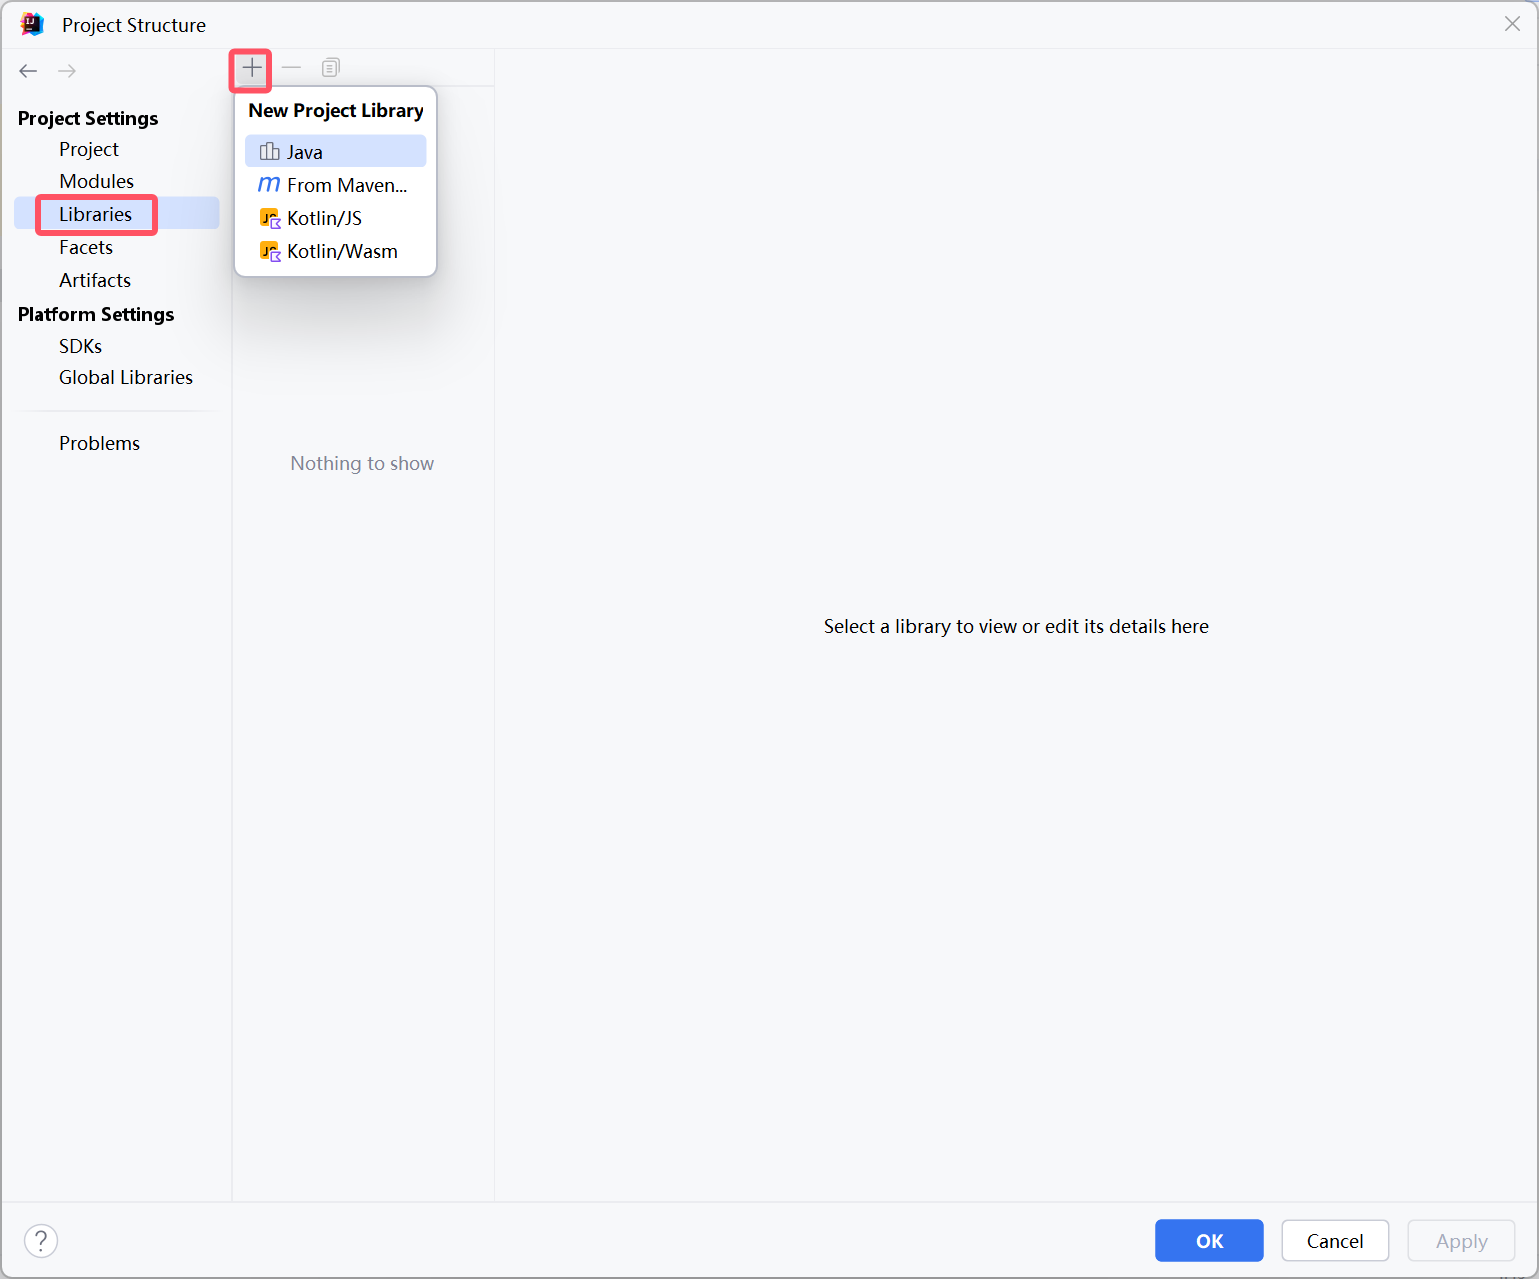 Project Structure
Project Settings
Project
Modules
Libraries
Facets
Artifacts
Platform Settings
SDKs
Global Libraries
Problems
New Project Library
Java
From Maven...
Kotlin/JS
Kotlin/Wasm
Nothing to show
Select a library to view or edit its details here
?
OK
Cancel
Apply